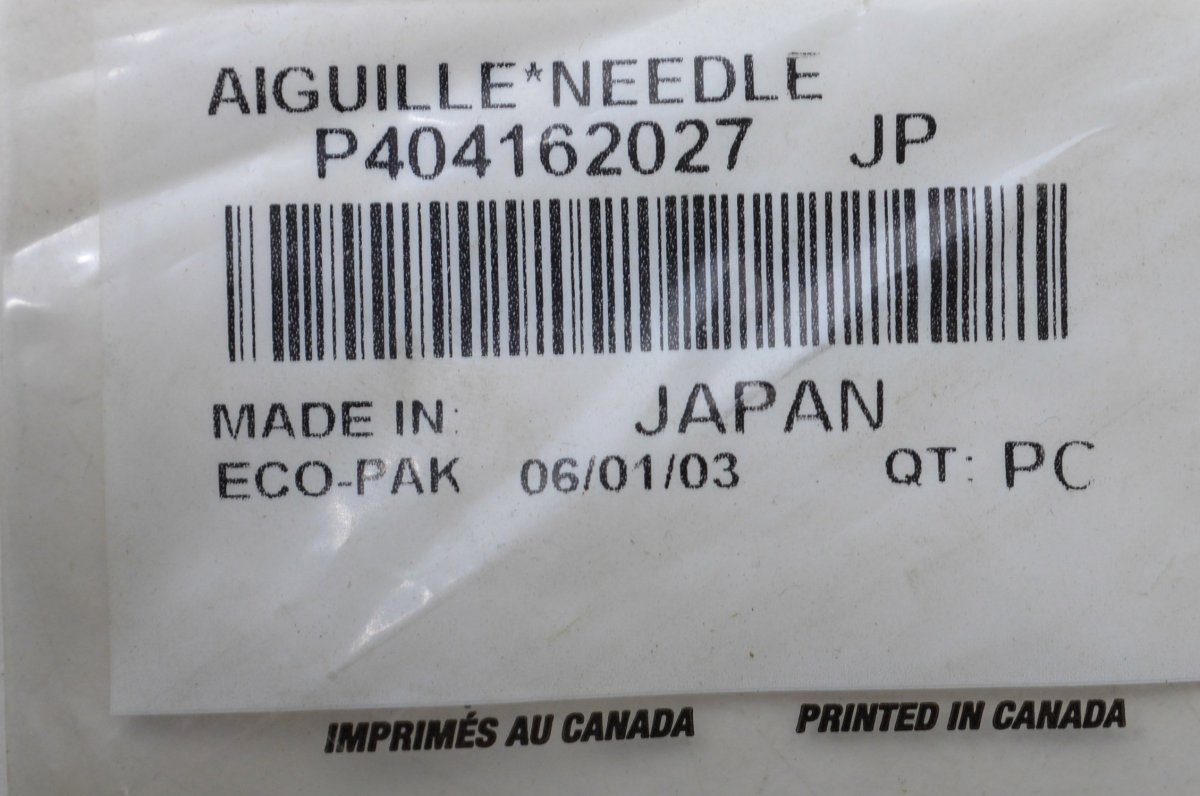 AIGUILLE*NEEDLE
P404162027 JP
MADE IN: JAPAN
ECO-PAK 06/01/03 QT: PC
IMPRIMÉS AU CANADA PRINTED IN CANADA